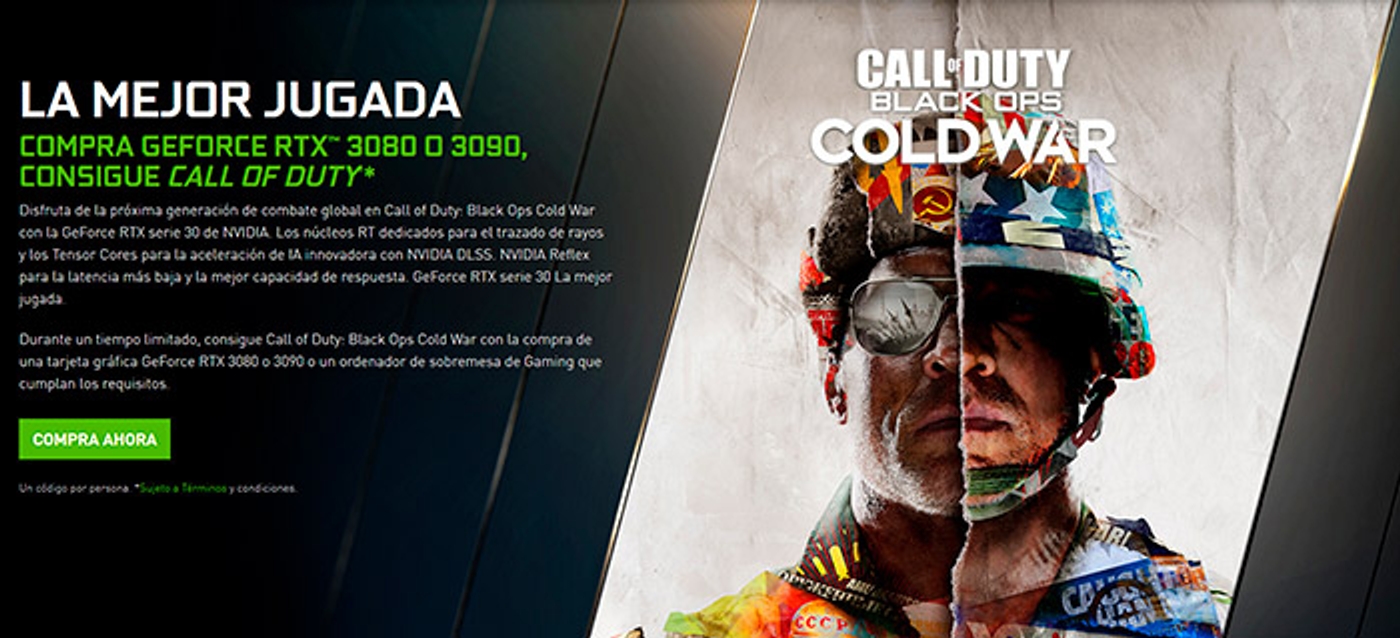 LA MEJOR JUGADA
COMPRA GEFORCE RTX™ 3080 O 3090,
CONSIGUE CALL OF DUTY*
Disfruta de la próxima generación de combate global en Call of Duty: Black Ops Cold War
con la GeForce RTX serie 30 de NVIDIA. Los núcleos RT dedicados para el trazado de rayos
y los Tensor Cores para la aceleración de IA innovadora con NVIDIA DLSS. NVIDIA Reflex
para la latencia más baja y la mejor capacidad de respuesta. GeForce RTX serie 30 La mejor
jugada.
Durante un tiempo limitado, consigue Call of Duty: Black Ops Cold War con la compra de
una tarjeta gráfica GeForce RTX 3080 o 3090 o un ordenador de sobremesa de Gaming que
cumplan los requisitos.
COMPRA AHORA
Un código por persona. *Sujeto a Términos y condiciones.
CALL OF DUTY
BLACK OPS
COLD WAR
CCCP